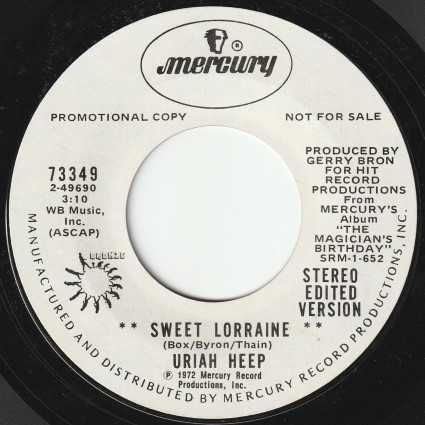 mercury
®
PROMOTIONAL COPY
NOT FOR SALE
73349
2-49690
3:10
WB Music,
Inc.
(ASCAP)
PRODUCED BY
GERRY BRON
FOR HIT
RECORD
PRODUCTIONS
From
MERCURY'S
Album
"THE
MAGICIAN'S
BIRTHDAY"
SRM-1-652
BRONZE
STEREO
EDITED
VERSION
** SWEET LORRAINE **
(Box/Byron/Thain)
URIAH HEEP
℗ 1972 Mercury Record
Productions, Inc.
MANUFACTURED AND DISTRIBUTED BY MERCURY RECORD PRODUCTIONS, INC.